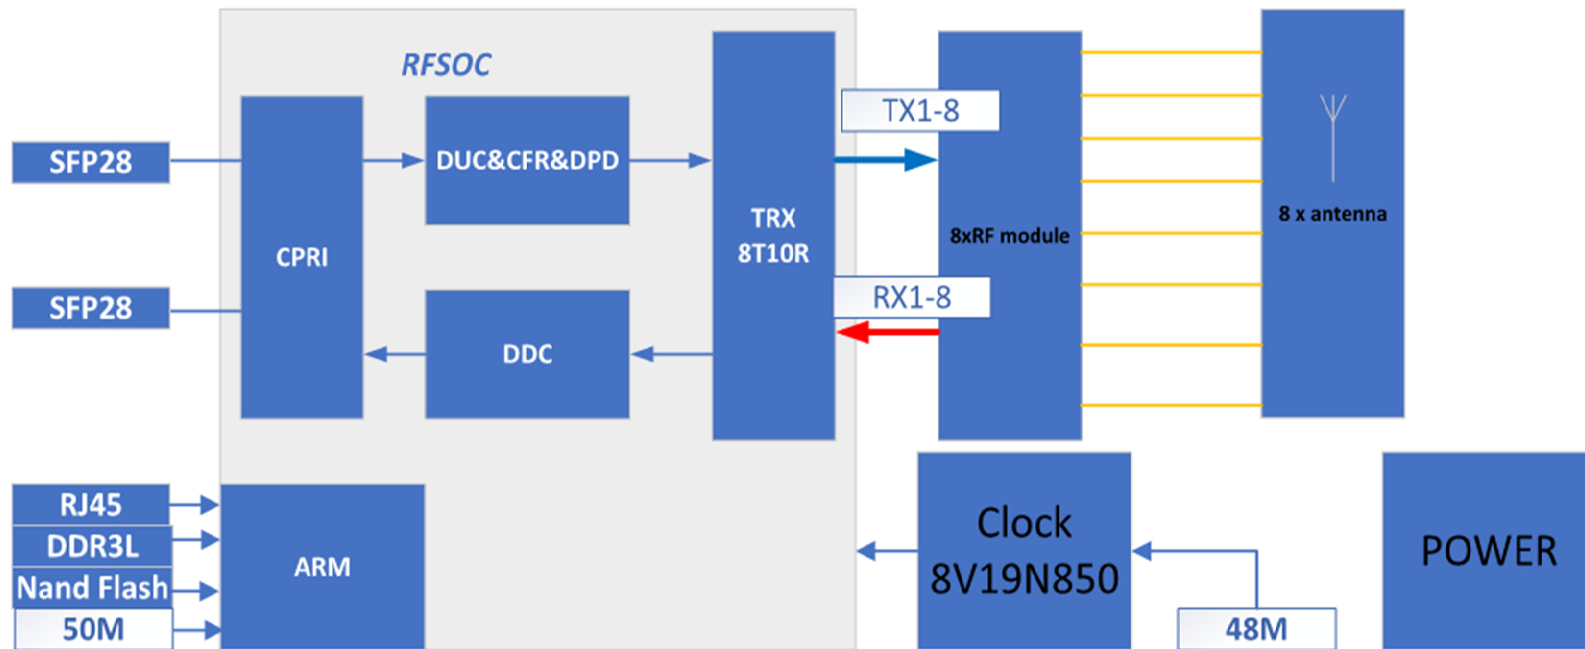 RFSOC
SFP28
SFP28
CPRI
DUC&CFR&DPD
DDC
TRX
8T10R
TX1-8
RX1-8
8xRF module
8 x antenna
RJ45
DDR3L
Nand Flash
50M
ARM
Clock
8V19N850
48M
POWER